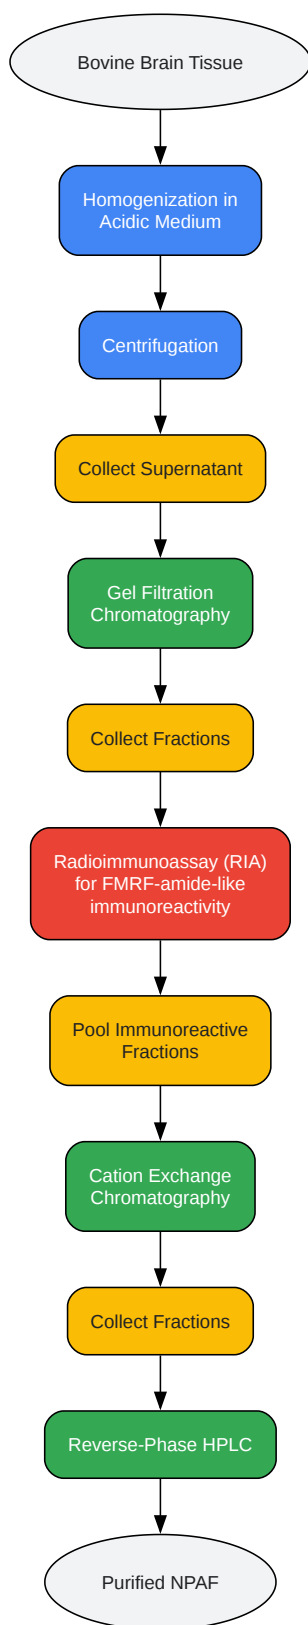 Bovine Brain Tissue
Homogenization in
Acidic Medium
Centrifugation
Collect Supernatant
Gel Filtration
Chromatography
Collect Fractions
Radioimmunoassay (RIA)
for FMRF-amide-like
immunoreactivity
Pool Immunoreactive
Fractions
Cation Exchange
Chromatography
Collect Fractions
Reverse-Phase HPLC
Purified NPAF